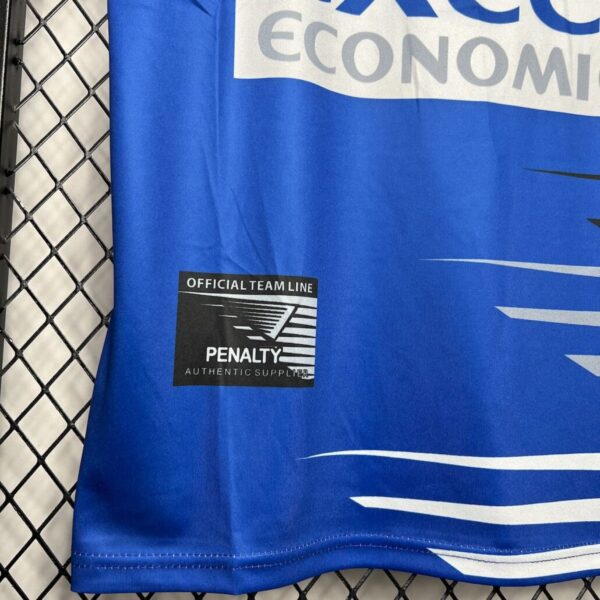 ECONOMIC
OFFICIAL TEAM LINE
PENALTY
AUTHENTIC SUPPLIER